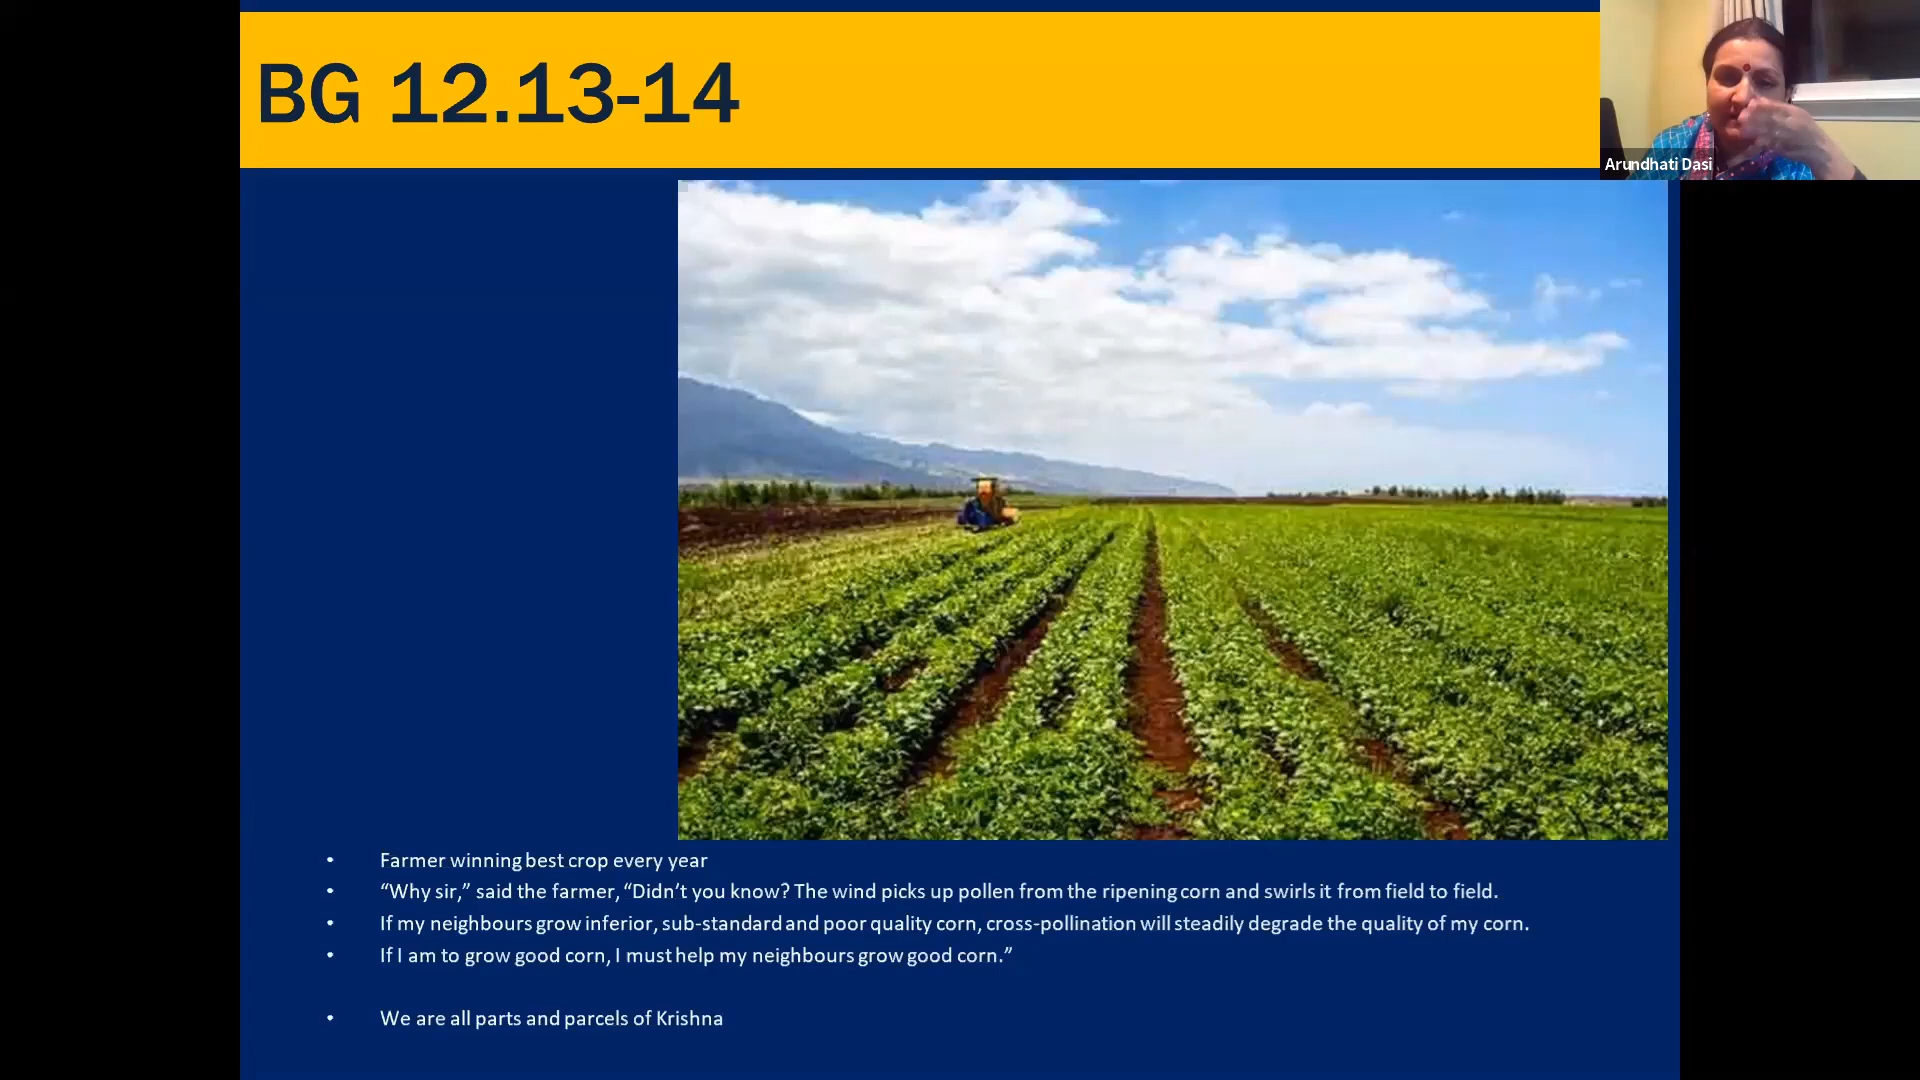 BG 12.13-14
Arundhati Dasi
• Farmer winning best crop every year
• “Why sir,” said the farmer, “Didn’t you know? The wind picks up pollen from the ripening corn and swirls it from field to field.
• If my neighbours grow inferior, sub-standard and poor quality corn, cross-pollination will steadily degrade the quality of my corn.
• If I am to grow good corn, I must help my neighbours grow good corn.”
• We are all parts and parcels of Krishna